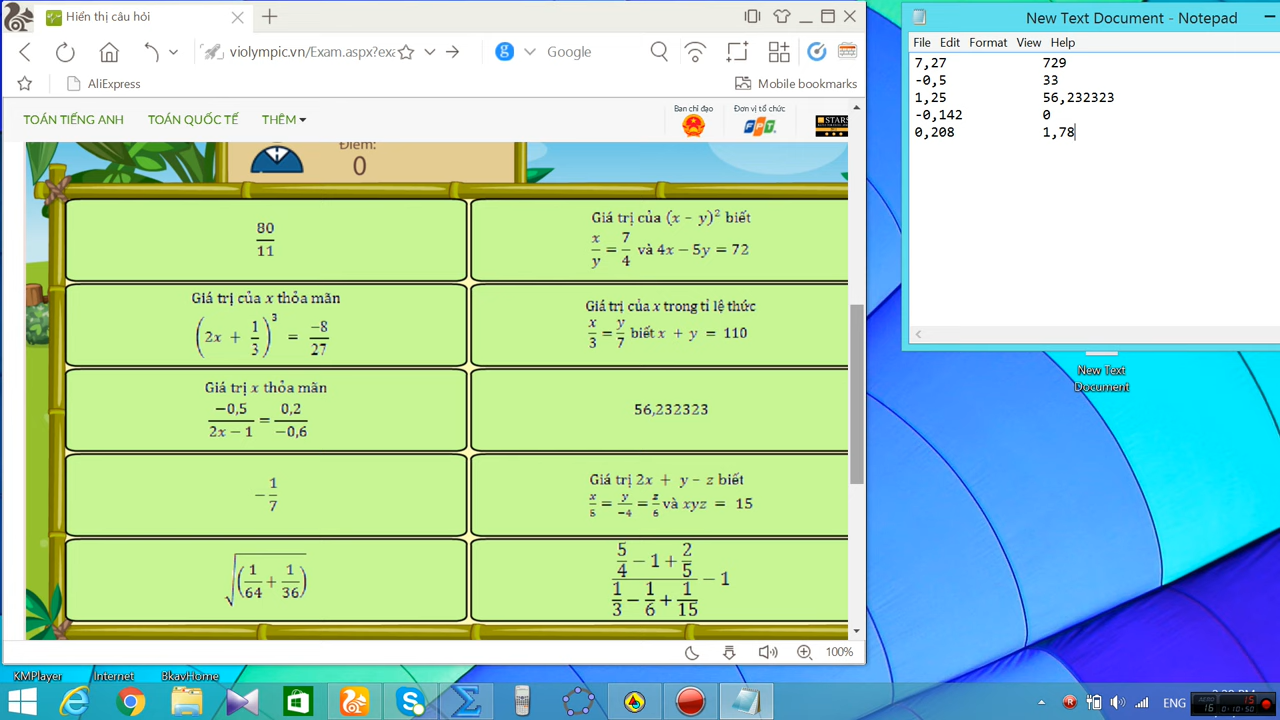 Hiển thị câu hỏi
violympic.vn/Exam.aspx?exa
Google
AliExpress
Mobile bookmarks
TOÁN TIẾNG ANH
TOÁN QUỐC TẾ
THÊM
Ban chỉ đạo
Đơn vị tổ chức
FPT
STARS
Điểm:
0
80
11
Giá trị của (x – y)² biết
x/y = 7/4 và 4x – 5y = 72
Giá trị của x thỏa mãn
(2x + 1/3)³ = –8/27
Giá trị của x trong tỉ lệ thức
x/3 = y/7 biết x + y = 110
Giá trị x thỏa mãn
–0,5/(2x – 1) = 0,2/–0,6
56,232323
– 1/7
Giá trị 2x + y – z biết
x/5 = y/–4 = z/6 và xyz = 15
√(1/64 + 1/36)
(5/4 – 1 + 2/5)/(1/3 – 1/6 + 1/15) – 1
100%
New Text Document - Notepad
File Edit Format View Help
7,27 729
-0,5 33
1,25 56,232323
-0,142 0
0,208 1,78
New Text
Document
KMPlayer
Internet
BkavHome
ENG